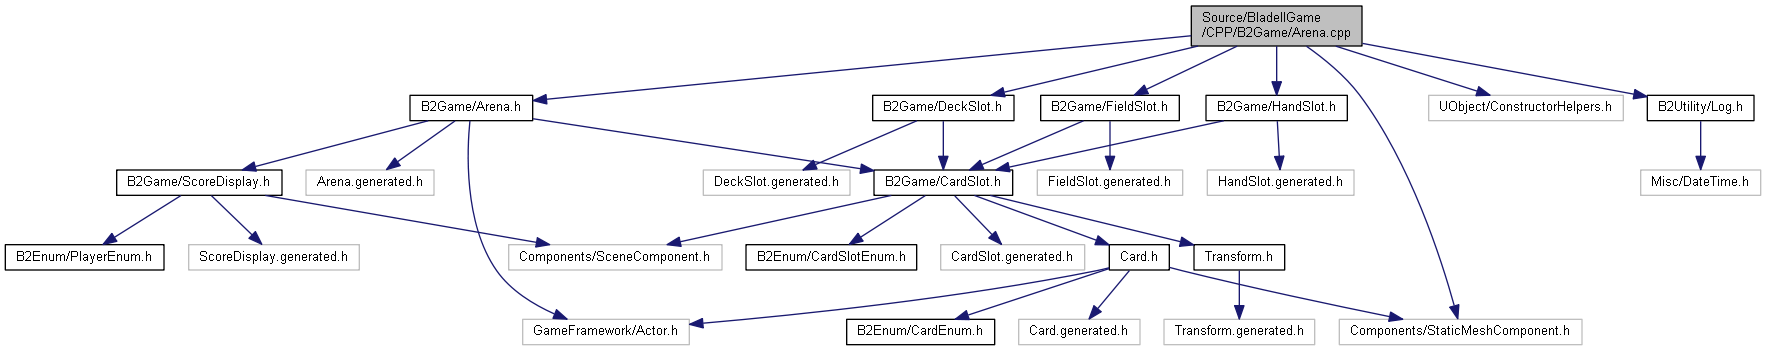 Source/BladeIIGame
/CPP/B2Game/Arena.cpp
B2Game/Arena.h
B2Game/DeckSlot.h
B2Game/FieldSlot.h
B2Game/HandSlot.h
UObject/ConstructorHelpers.h
B2Utility/Log.h
B2Game/ScoreDisplay.h
Arena.generated.h
DeckSlot.generated.h
B2Game/CardSlot.h
FieldSlot.generated.h
HandSlot.generated.h
Misc/DateTime.h
B2Enum/PlayerEnum.h
ScoreDisplay.generated.h
Components/SceneComponent.h
B2Enum/CardSlotEnum.h
CardSlot.generated.h
Card.h
Transform.h
GameFramework/Actor.h
B2Enum/CardEnum.h
Card.generated.h
Transform.generated.h
Components/StaticMeshComponent.h